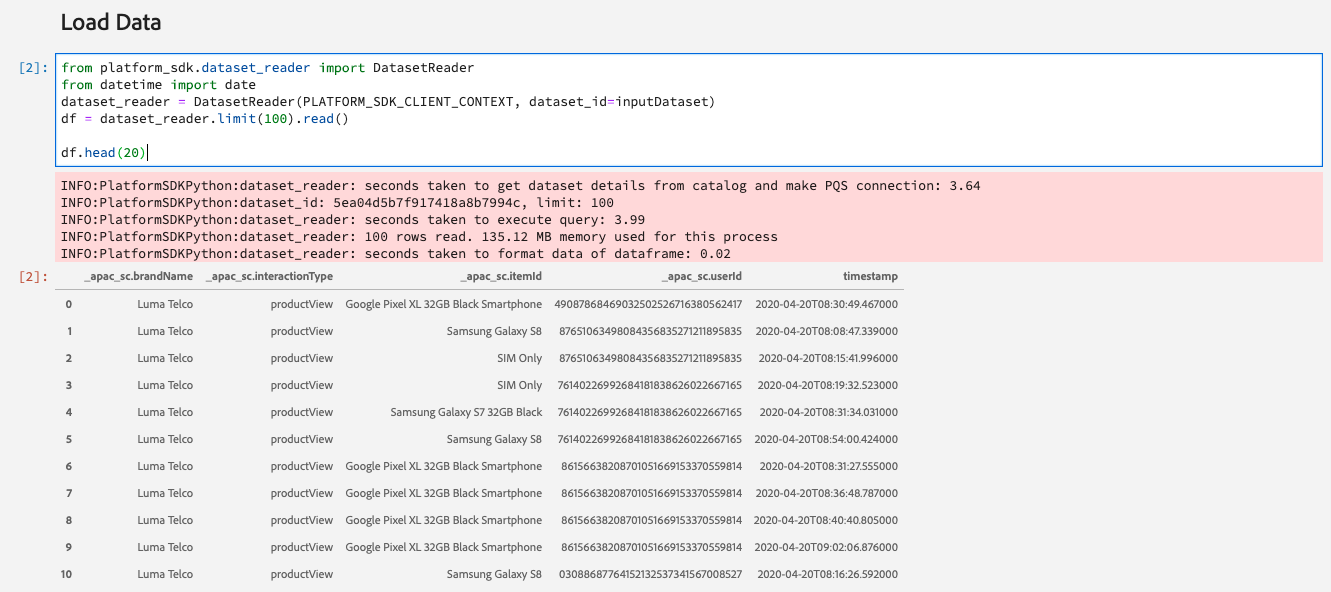 Load Data
[2]: from platform_sdk.dataset_reader import DatasetReader
from datetime import date
dataset_reader = DatasetReader(PLATFORM_SDK_CLIENT_CONTEXT, dataset_id=inputDataset)
df = dataset_reader.limit(100).read()
df.head(20)
INFO:PlatformSDKPython:dataset_reader: seconds taken to get dataset details from catalog and make PQS connection: 3.64
INFO:PlatformSDKPython:dataset_id: 5ea04d5b7f917418a8b7994c, limit: 100
INFO:PlatformSDKPython:dataset_reader: seconds taken to execute query: 3.99
INFO:PlatformSDKPython:dataset_reader: 100 rows read. 135.12 MB memory used for this process
INFO:PlatformSDKPython:dataset_reader: seconds taken to format data of dataframe: 0.02
[2]: _apac_sc.brandName _apac_sc.interactionType _apac_sc.itemId _apac_sc.userId timestamp
0 Luma Telco productView Google Pixel XL 32GB Black Smartphone 49087868469032502526716380562417 2020-04-20T08:30:49.467000
1 Luma Telco productView Samsung Galaxy S8 87651063498084356835271211895835 2020-04-20T08:08:47.339000
2 Luma Telco productView SIM Only 87651063498084356835271211895835 2020-04-20T08:15:41.996000
3 Luma Telco productView SIM Only 76140226992684181838626022667165 2020-04-20T08:19:32.523000
4 Luma Telco productView Samsung Galaxy S7 32GB Black 76140226992684181838626022667165 2020-04-20T08:31:34.031000
5 Luma Telco productView Samsung Galaxy S8 76140226992684181838626022667165 2020-04-20T08:54:00.424000
6 Luma Telco productView Google Pixel XL 32GB Black Smartphone 86156638208701051669153370559814 2020-04-20T08:31:27.555000
7 Luma Telco productView Google Pixel XL 32GB Black Smartphone 86156638208701051669153370559814 2020-04-20T08:36:48.787000
8 Luma Telco productView Google Pixel XL 32GB Black Smartphone 86156638208701051669153370559814 2020-04-20T08:40:40.805000
9 Luma Telco productView Google Pixel XL 32GB Black Smartphone 86156638208701051669153370559814 2020-04-20T09:02:06.876000
10 Luma Telco productView Samsung Galaxy S8 03088687764152132537341567008527 2020-04-20T08:16:26.592000